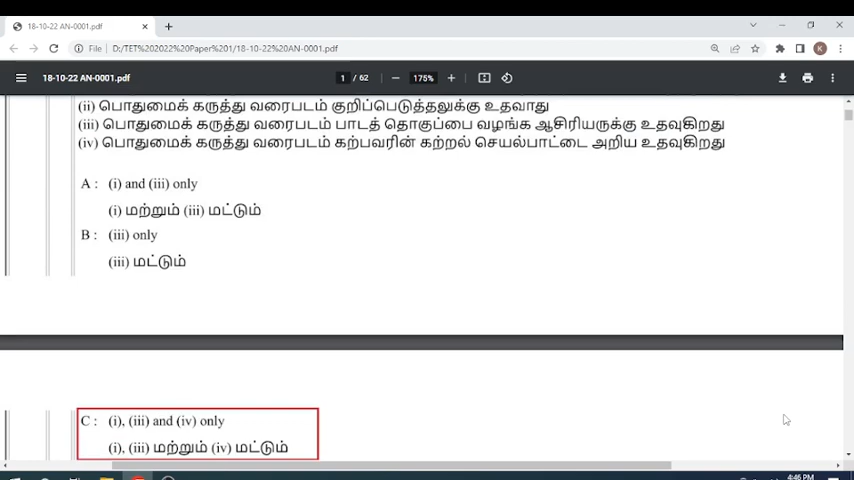 18-10-22 AN-0001.pdf
File D:/TET%202022%20Paper%201/18-10-22%20AN-0001.pdf
K
18-10-22 AN-0001.pdf
1 / 62
175%
(ii) பொதுமைக் கருத்து வரைபடம் குறிப்பெடுத்தலுக்கு உதவாது
(iii) பொதுமைக் கருத்து வரைபடம் பாடத் தொகுப்பை வழங்க ஆசிரியருக்கு உதவுகிறது
(iv) பொதுமைக் கருத்து வரைபடம் கற்பவரின் கற்றல் செயல்பாட்டை அறிய உதவுகிறது
A : (i) and (iii) only
(i) மற்றும் (iii) மட்டும்
B : (iii) only
(iii) மட்டும்
C : (i), (iii) and (iv) only
(i), (iii) மற்றும் (iv) மட்டும்
4:46 PM